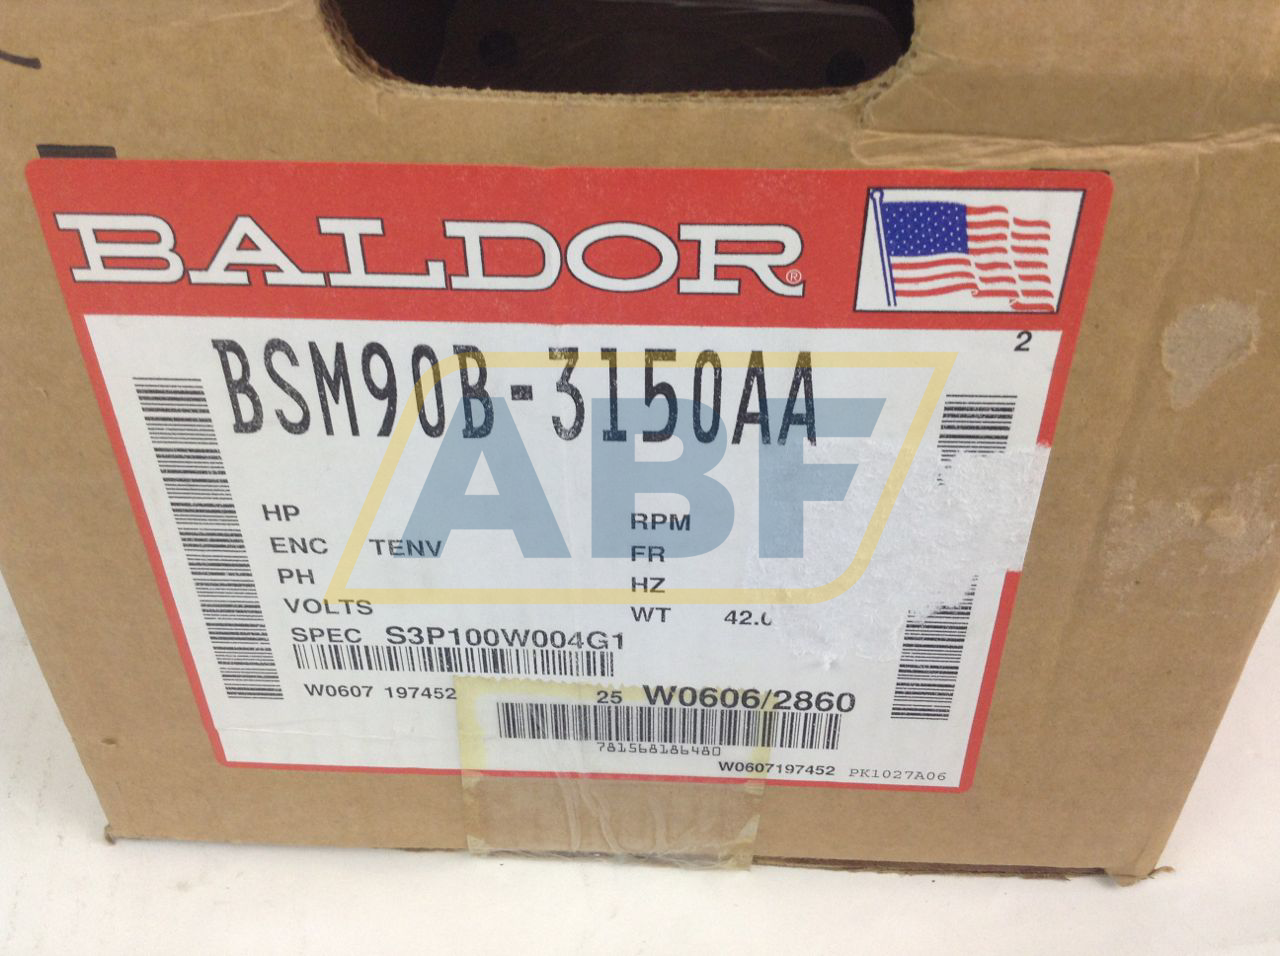 BALDOR®
2
BSM90B-3150AA
ABF
HP RPM
ENC TENV FR
PH HZ
VOLTS WT 42.0
SPEC S3P100W004G1
W0607 197452 25 W0606/2860
781568186480
W0607197452 PK1027A06